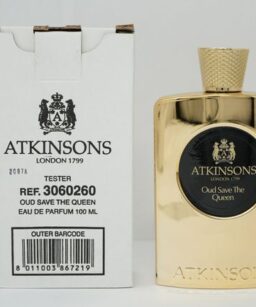 ATKINSONS
LONDON 1799
2087A
TESTER
REF. 3060260
OUD SAVE THE QUEEN
EAU DE PARFUM 100 ML
OUTER BARCODE
8 011003 867219
ATKINSONS
LONDON 1799
Oud Save The
Queen
ATKINSONS